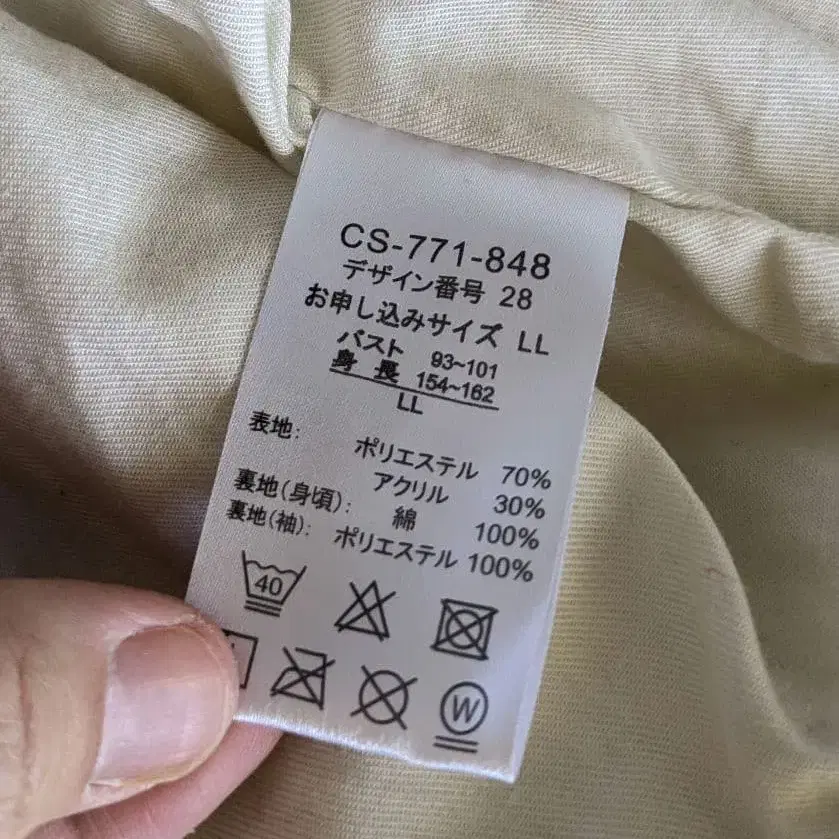 CS-771-848
デザイン番号 28
お申し込みサイズ LL
バスト 93~101
身長 154~162
LL
表地: ポリエステル 70%
アクリル 30%
裏地(身頃): 綿 100%
裏地(袖): ポリエステル 100%
40
W